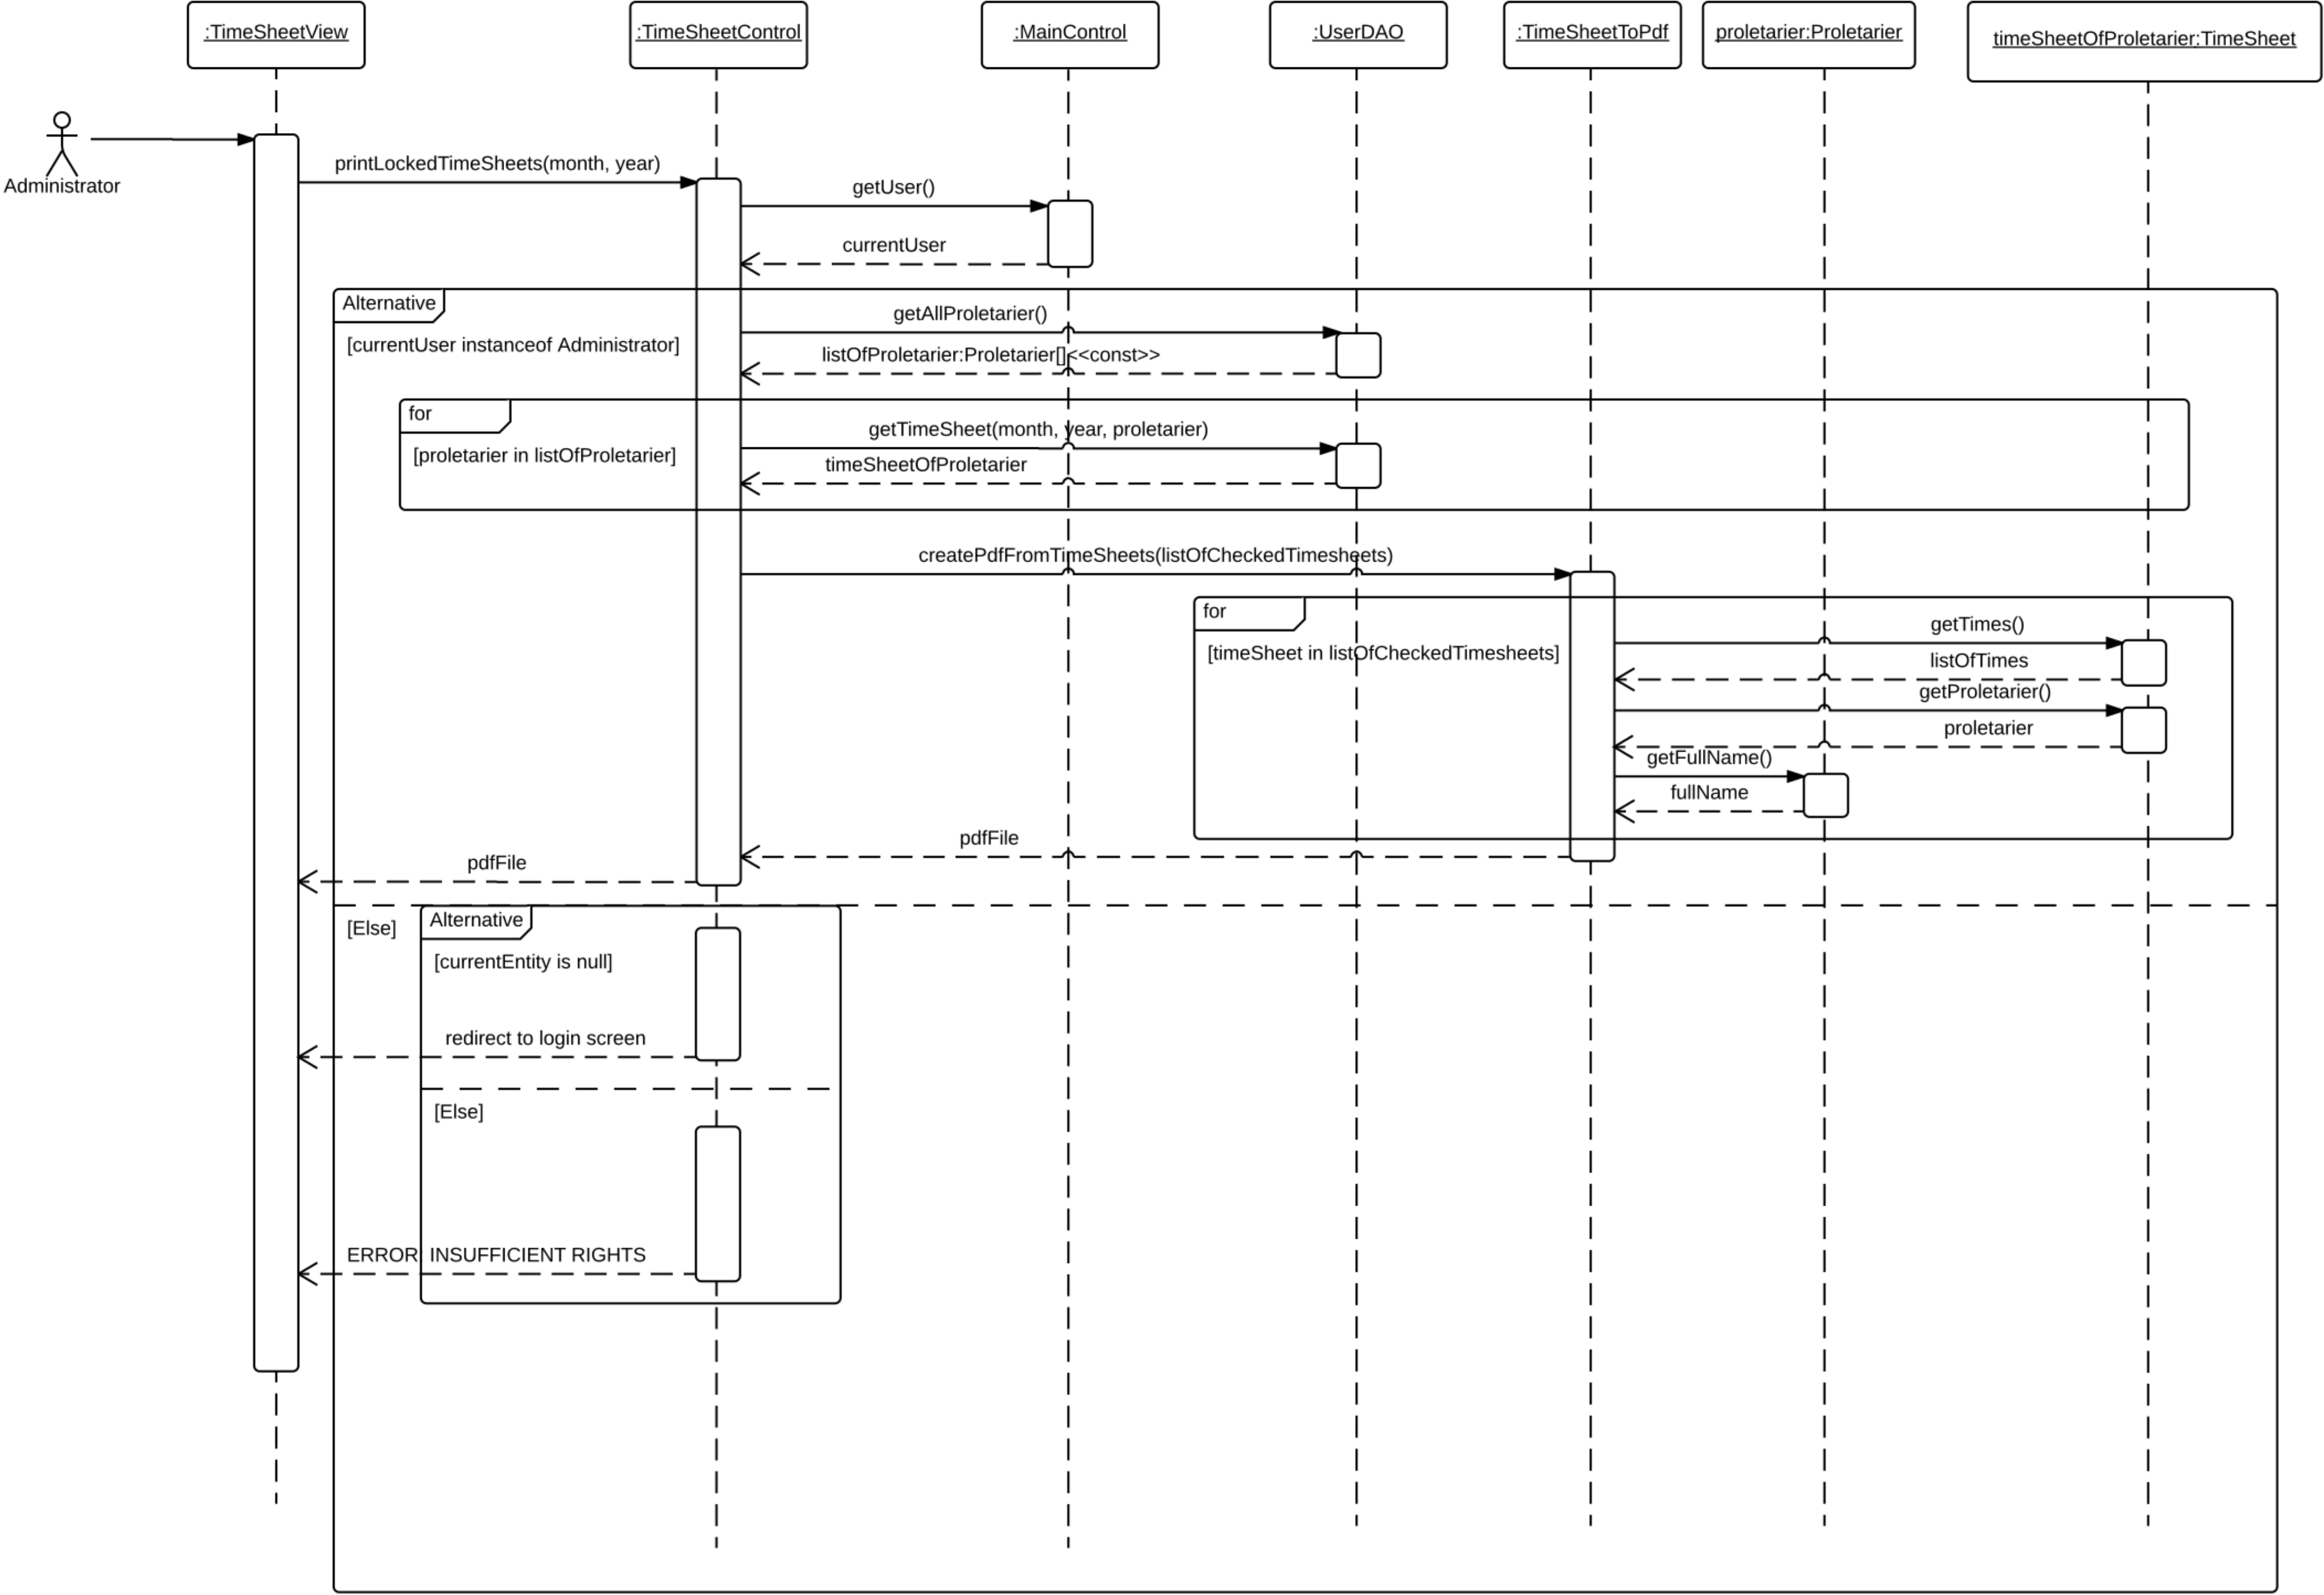 :TimeSheetView
:TimeSheetControl
:MainControl
:UserDAO
:TimeSheetToPdf
proletarier:Proletarier
timeSheetOfProletarier:TimeSheet
Administrator
printLockedTimeSheets(month, year)
getUser()
currentUser
Alternative
[currentUser instanceof Administrator]
getAllProletarier()
listOfProletarier:Proletarier[]<<const>>
for
[proletarier in listOfProletarier]
getTimeSheet(month, year, proletarier)
timeSheetOfProletarier
createPdfFromTimeSheets(listOfCheckedTimesheets)
for
[timeSheet in listOfCheckedTimesheets]
getTimes()
listOfTimes
getProletarier()
proletarier
getFullName()
fullName
pdfFile
pdfFile
[Else]
Alternative
[currentEntity is null]
redirect to login screen
[Else]
ERROR: INSUFFICIENT RIGHTS